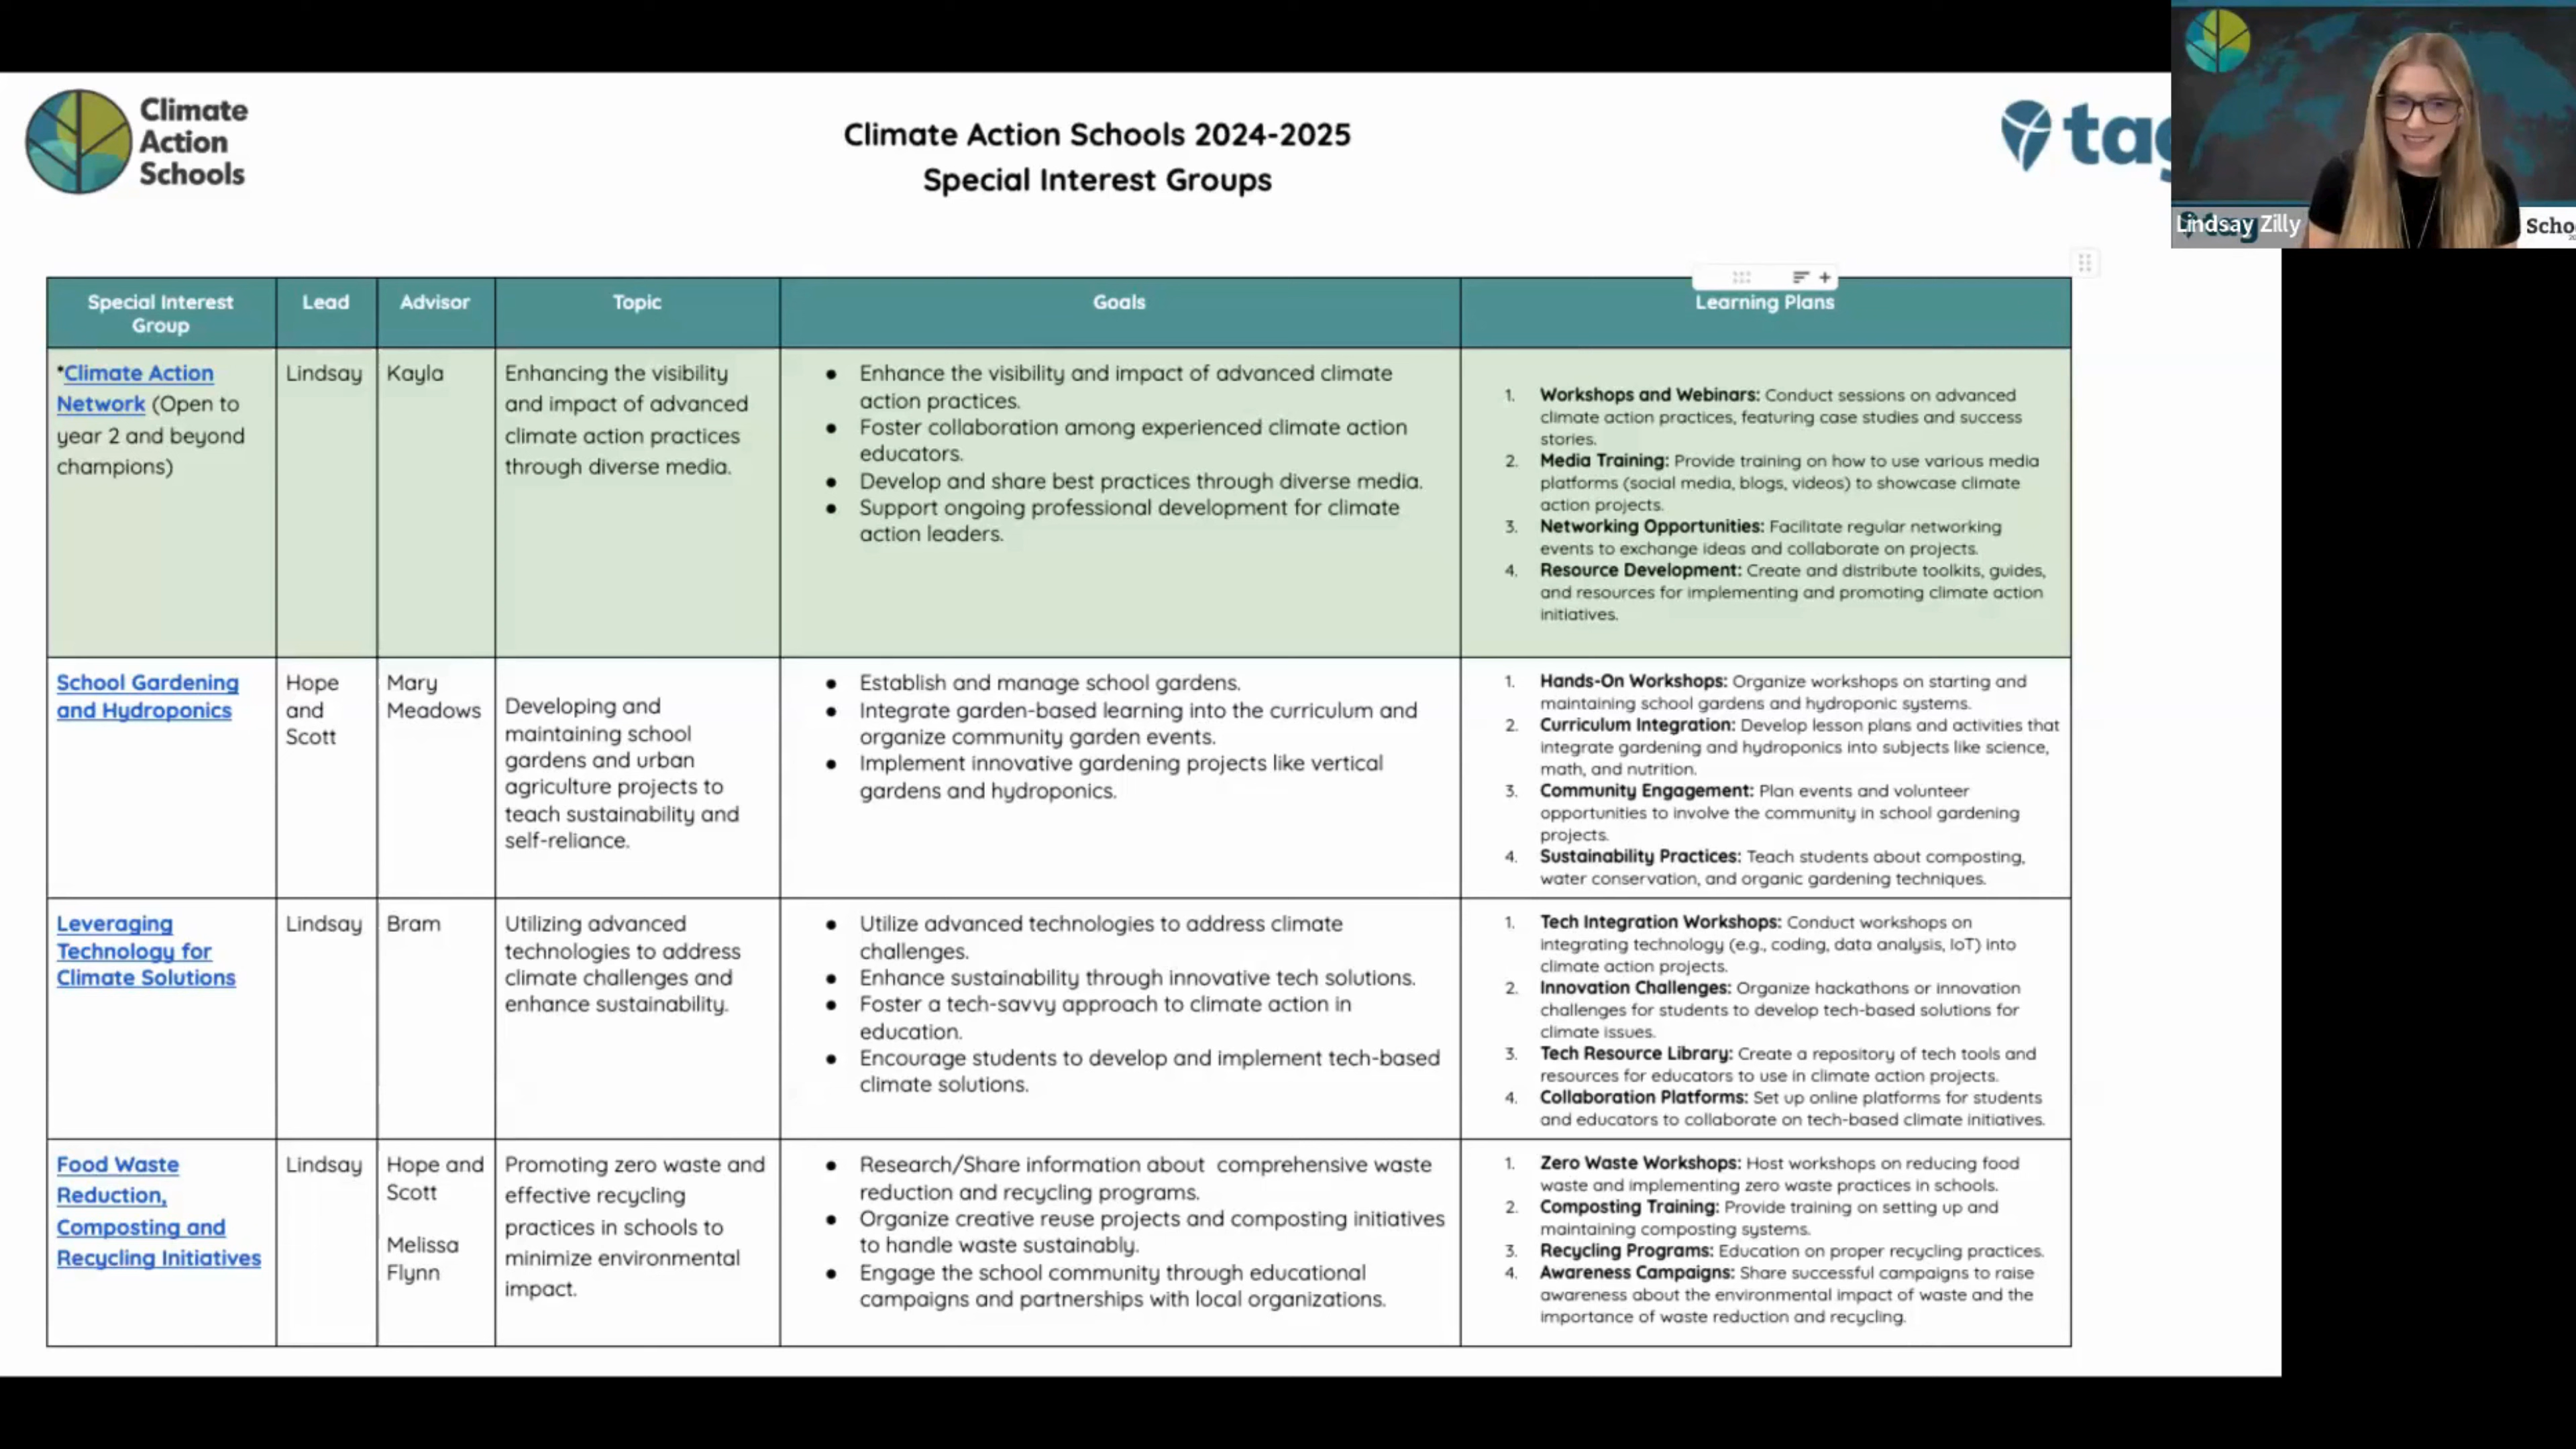 Climate
Action
Schools
Climate Action Schools 2024-2025
Special Interest Groups
Lindsay Zilly
Special Interest
Group
Lead
Advisor
Topic
Goals
Learning Plans
*Climate Action
Network (Open to
year 2 and beyond
champions)
Lindsay
Kayla
Enhancing the visibility
and impact of advanced
climate action practices
through diverse media.
● Enhance the visibility and impact of advanced climate
action practices.
● Foster collaboration among experienced climate action
educators.
● Develop and share best practices through diverse media.
● Support ongoing professional development for climate
action leaders.
1. Workshops and Webinars: Conduct sessions on advanced
climate action practices, featuring case studies and success
stories.
2. Media Training: Provide training on how to use various media
platforms (social media, blogs, videos) to showcase climate
action projects.
3. Networking Opportunities: Facilitate regular networking
events to exchange ideas and collaborate on projects.
4. Resource Development: Create and distribute toolkits, guides,
and resources for implementing and promoting climate action
initiatives.
School Gardening
and Hydroponics
Hope
and
Scott
Mary
Meadows
Developing and
maintaining school
gardens and urban
agriculture projects to
teach sustainability and
self-reliance.
● Establish and manage school gardens.
● Integrate garden-based learning into the curriculum and
organize community garden events.
● Implement innovative gardening projects like vertical
gardens and hydroponics.
1. Hands-On Workshops: Organize workshops on starting and
maintaining school gardens and hydroponic systems.
2. Curriculum Integration: Develop lesson plans and activities that
integrate gardening and hydroponics into subjects like science,
math, and nutrition.
3. Community Engagement: Plan events and volunteer
opportunities to involve the community in school gardening
projects.
4. Sustainability Practices: Teach students about composting,
water conservation, and organic gardening techniques.
Leveraging
Technology for
Climate Solutions
Lindsay
Bram
Utilizing advanced
technologies to address
climate challenges and
enhance sustainability.
● Utilize advanced technologies to address climate
challenges.
● Enhance sustainability through innovative tech solutions.
● Foster a tech-savvy approach to climate action in
education.
● Encourage students to develop and implement tech-based
climate solutions.
1. Tech Integration Workshops: Conduct workshops on
integrating technology (e.g., coding, data analysis, IoT) into
climate action projects.
2. Innovation Challenges: Organize hackathons or innovation
challenges for students to develop tech-based solutions for
climate issues.
3. Tech Resource Library: Create a repository of tech tools and
resources for educators to use in climate action projects.
4. Collaboration Platforms: Set up online platforms for students
and educators to collaborate on tech-based climate initiatives.
Food Waste
Reduction,
Composting and
Recycling Initiatives
Lindsay
Hope and
Scott
Melissa
Flynn
Promoting zero waste and
effective recycling
practices in schools to
minimize environmental
impact.
● Research/Share information about comprehensive waste
reduction and recycling programs.
● Organize creative reuse projects and composting initiatives
to handle waste sustainably.
● Engage the school community through educational
campaigns and partnerships with local organizations.
1. Zero Waste Workshops: Host workshops on reducing food
waste and implementing zero waste practices in schools.
2. Composting Training: Provide training on setting up and
maintaining composting systems.
3. Recycling Programs: Education on proper recycling practices.
4. Awareness Campaigns: Share successful campaigns to raise
awareness about the environmental impact of waste and the
importance of waste reduction and recycling.